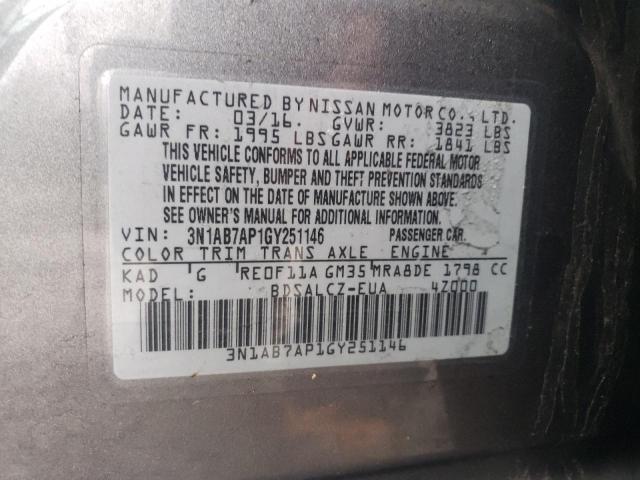 MANUFACTURED BY NISSAN MOTOR CO., LTD.
DATE: 03/16. GVWR: 3823 LBS
GAWR FR: 1995 LBS GAWR RR: 1841 LBS
THIS VEHICLE CONFORMS TO ALL APPLICABLE FEDERAL MOTOR
VEHICLE SAFETY, BUMPER AND THEFT PREVENTION STANDARDS
IN EFFECT ON THE DATE OF MANUFACTURE SHOWN ABOVE.
SEE OWNER'S MANUAL FOR ADDITIONAL INFORMATION.
VIN: 3N1AB7AP1GY251146 PASSENGER CAR.
COLOR TRIM TRANS AXLE ENGINE
KAD G RE0F11A GM35 MRA8DE 1798 CC
MODEL: BDSALCZ-EUA 4Z000
3N1AB7AP1GY251146